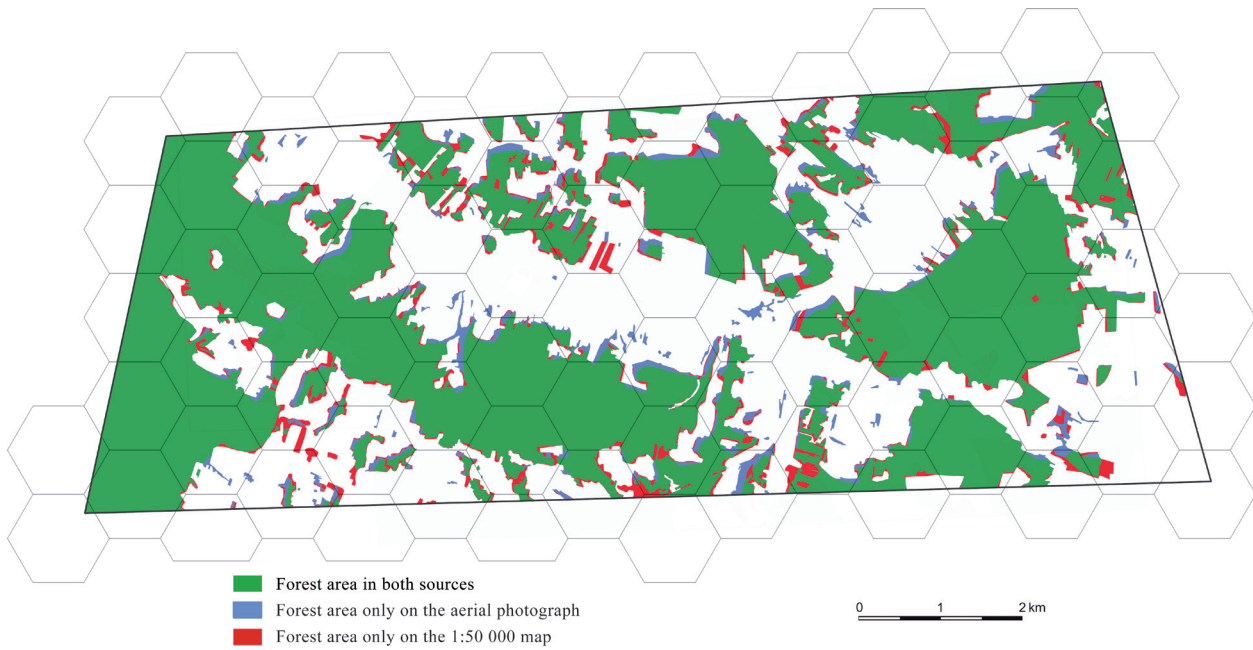 Forest area in both sources
Forest area only on the aerial photograph
Forest area only on the 1:50 000 map
0 1 2 km